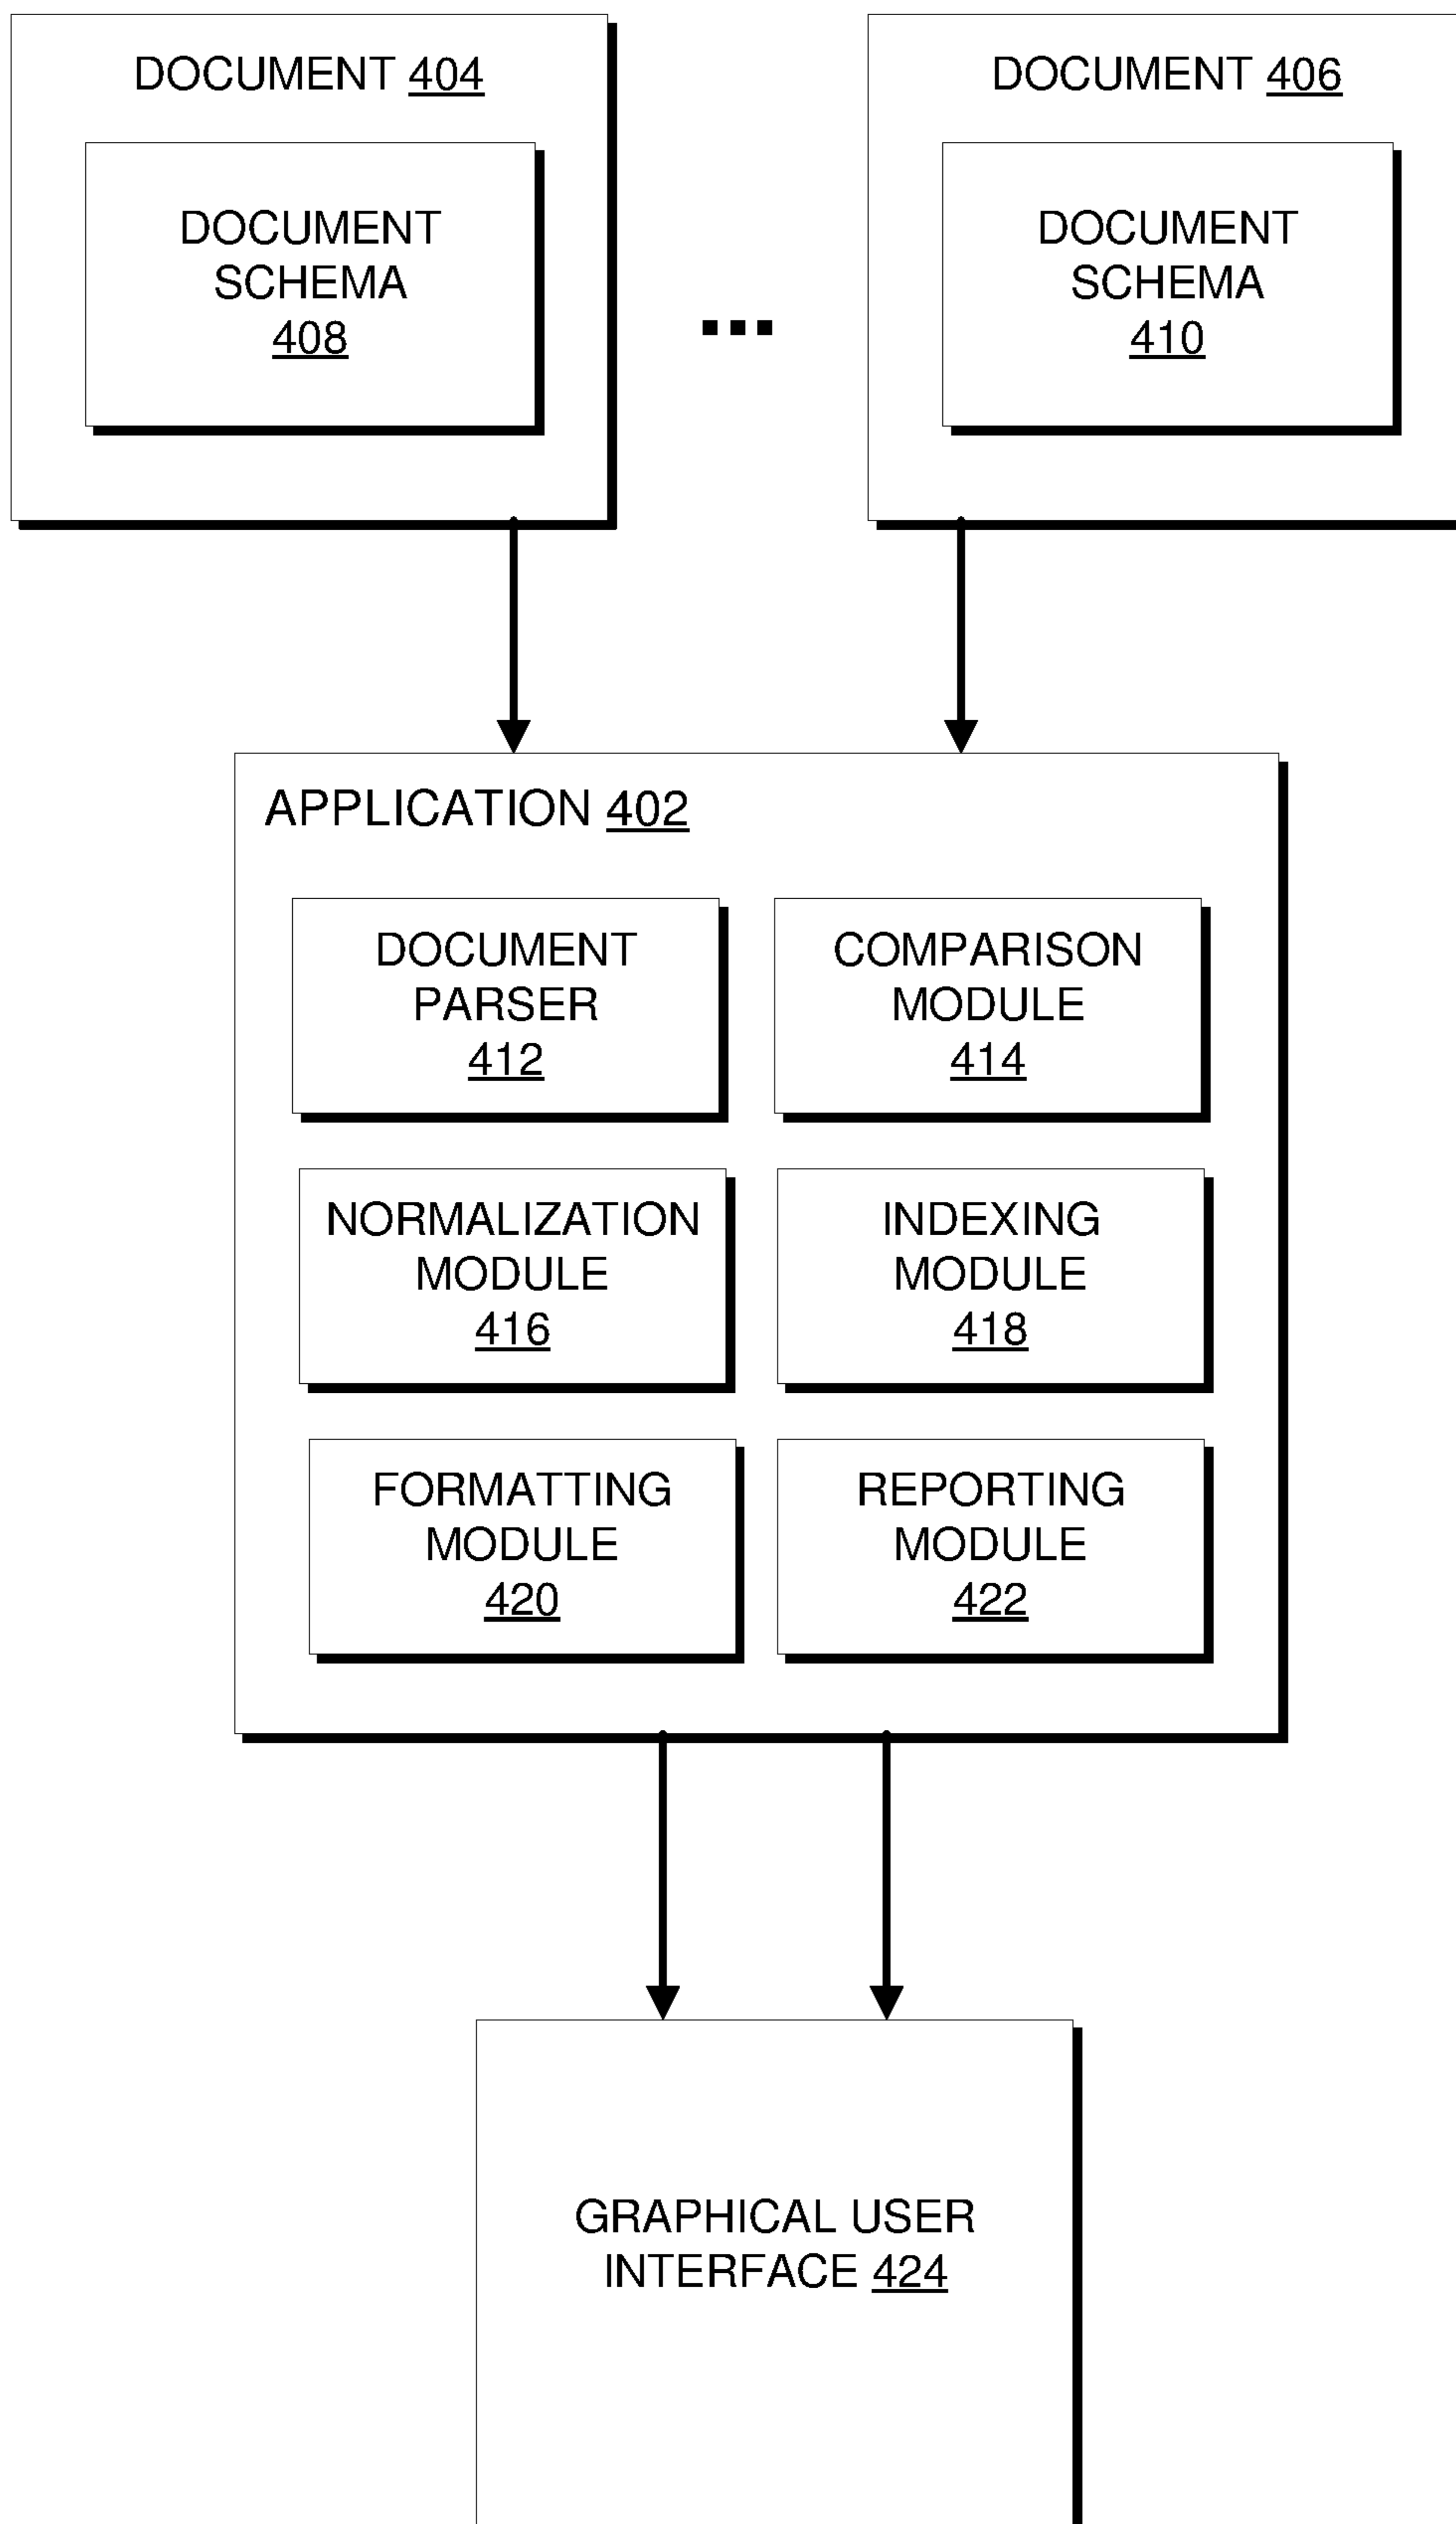 DOCUMENT 404
DOCUMENT
SCHEMA
408
...
DOCUMENT 406
DOCUMENT
SCHEMA
410
APPLICATION 402
DOCUMENT
PARSER
412
COMPARISON
MODULE
414
NORMALIZATION
MODULE
416
INDEXING
MODULE
418
FORMATTING
MODULE
420
REPORTING
MODULE
422
GRAPHICAL USER
INTERFACE 424